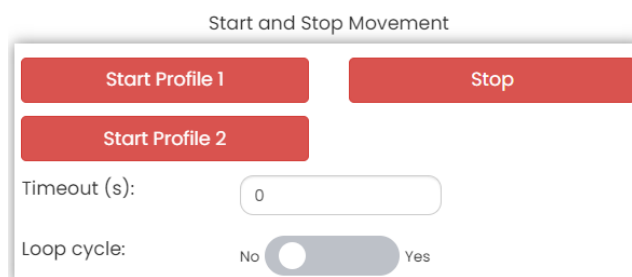 Start and Stop Movement
Start Profile 1 Stop
Start Profile 2
Timeout (s): 0
Loop cycle: No Yes